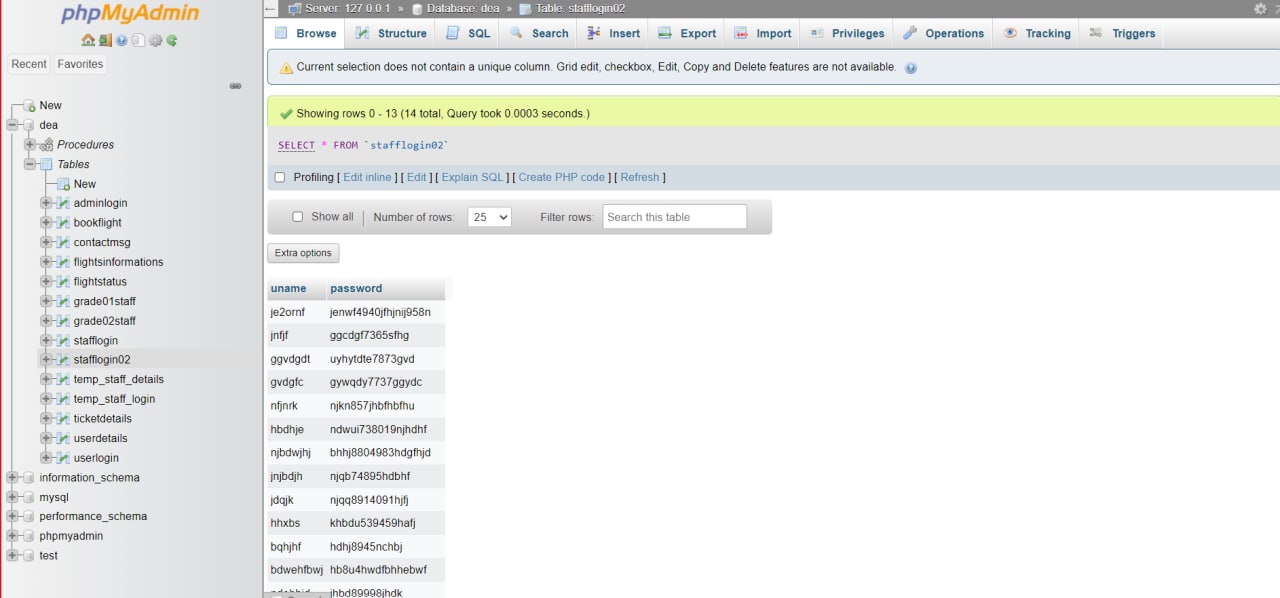 phpMyAdmin
Recent Favorites
New
dea
Procedures
Tables
New
adminlogin
bookflight
contactmsg
flightsinformations
flightstatus
grade01staff
grade02staff
stafflogin
stafflogin02
temp_staff_details
temp_staff_login
ticketdetails
userdetails
userlogin
information_schema
mysql
performance_schema
phpmyadmin
test
Server: 127.0.0.1 » Database: dea » Table: stafflogin02
Browse Structure SQL Search Insert Export Import Privileges Operations Tracking Triggers
Current selection does not contain a unique column. Grid edit, checkbox, Edit, Copy and Delete features are not available.
Showing rows 0 - 13 (14 total, Query took 0.0003 seconds.)
SELECT * FROM `stafflogin02`
Profiling [ Edit inline ] [ Edit ] [ Explain SQL ] [ Create PHP code ] [ Refresh ]
Show all | Number of rows: 25 Filter rows: Search this table
Extra options
uname password
je2ornf jenwf4940jfhjnij958n
jnfjf ggcdgf7365sfhg
ggvdgdt uyhytdte7873gvd
gvdgfc gywqdy7737ggydc
nfjnrk njkn857jhbfhbfhu
hbdhje ndwui738019njhdhf
njbdwjhj bhhj8804983hdgfhjd
jnjbdjh njqb74895hdbhf
jdqjk njqq8914091hjfj
hhxbs khbdu539459hafj
bqhjhf hdhj8945nchbj
bdwehfbwj hb8u4hwdfbhhebwf
jhbd89998jhdk